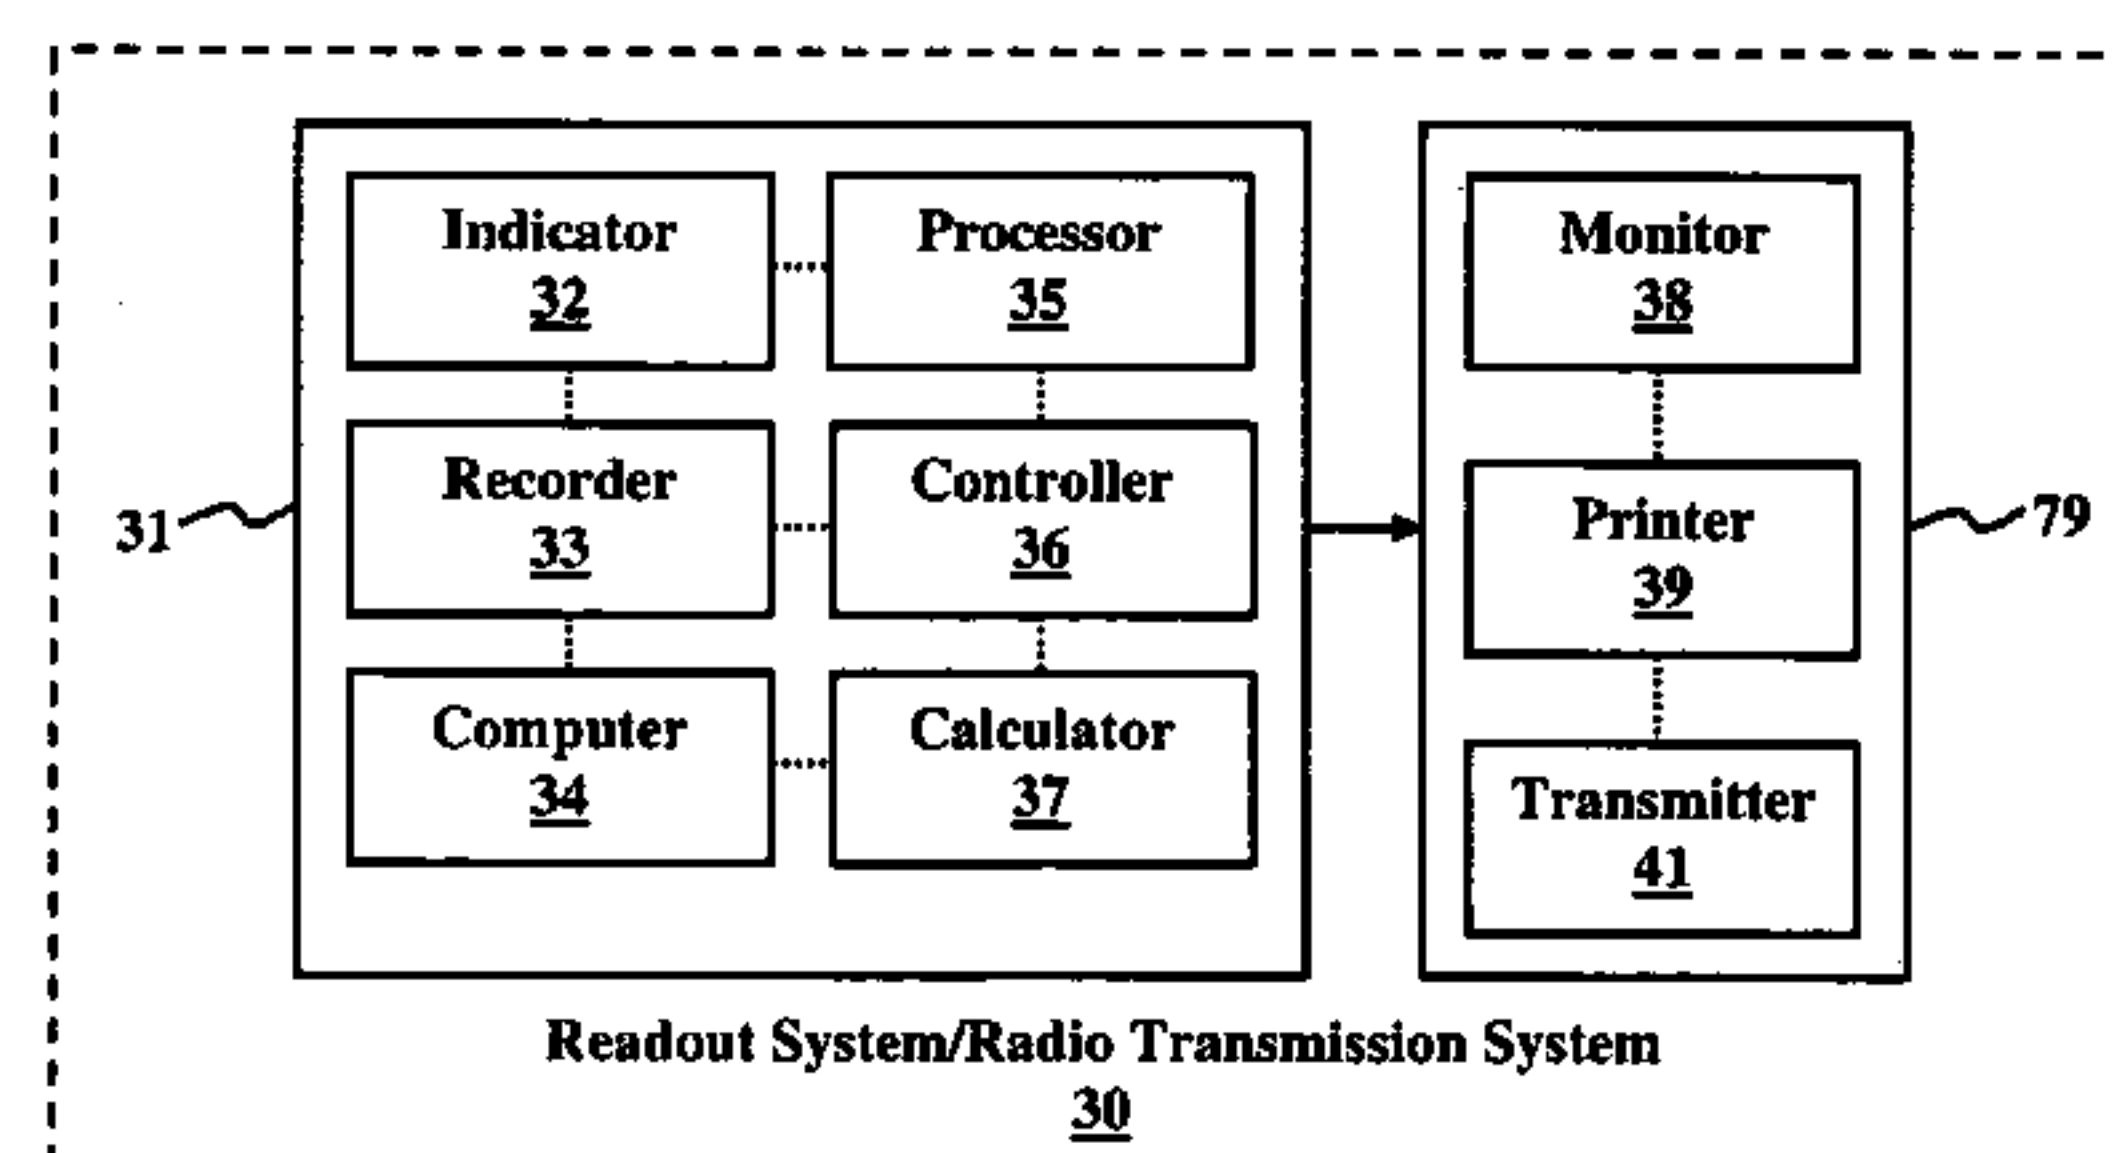 Indicator
32
Processor
35
Monitor
38
Recorder
33
Controller
36
Printer
39
31
79
Computer
34
Calculator
37
Transmitter
41
Readout System/Radio Transmission System
30